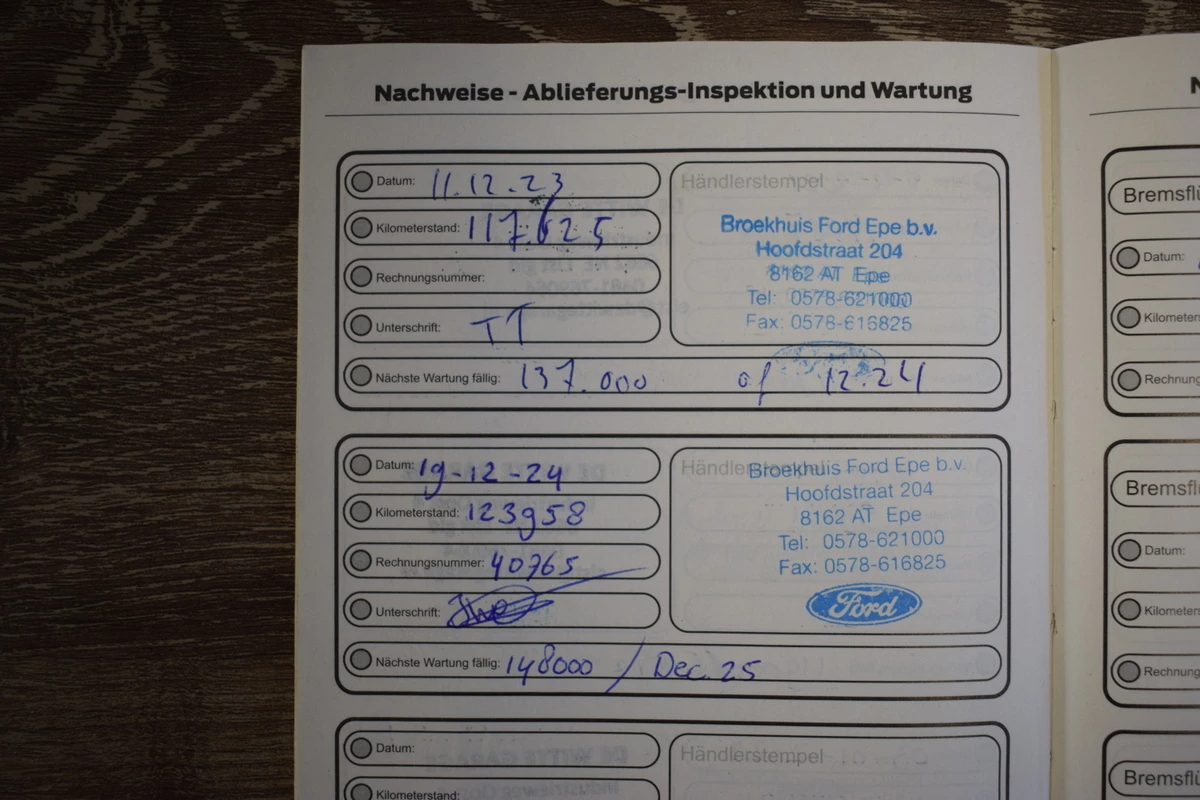 Nachweise - Ablieferungs-Inspektion und Wartung
Datum: 11.12.23
Kilometerstand: 117.625
Rechnungsnummer:
Unterschrift: TT
Nächste Wartung fällig: 137.000 of 12.24
Händlerstempel
Broekhuis Ford Epe b.v.
Hoofdstraat 204
8162 AT Epe
Tel: 0578-621000
Fax: 0578-616825
Datum: 19-12-24
Kilometerstand: 123958
Rechnungsnummer: 40765
Unterschrift:
Nächste Wartung fällig: 148000 / Dec. 25
Händlerstempel
Broekhuis Ford Epe b.v.
Hoofdstraat 204
8162 AT Epe
Tel: 0578-621000
Fax: 0578-616825
Ford
Datum:
Kilometerstand:
Händlerstempel
N
Bremsflü
Datum:
Kilometers
Rechnung
Bremsflü
Datum:
Kilometers
Rechnung
Bremsflü